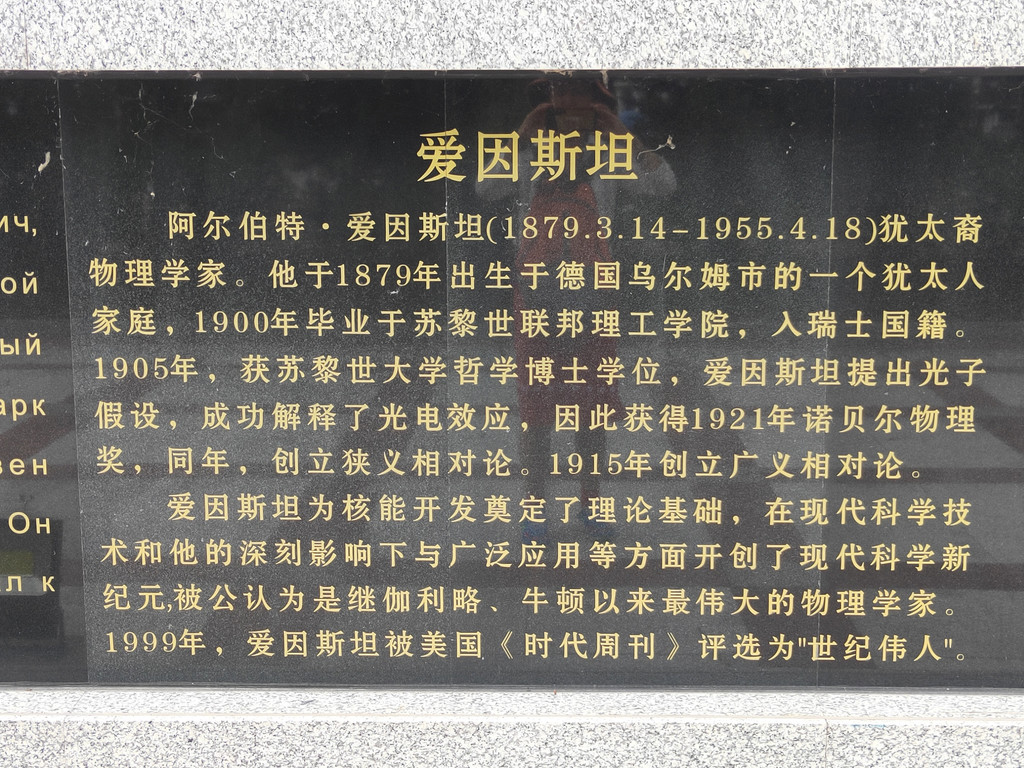 爱因斯坦
阿尔伯特·爱因斯坦(1879.3.14-1955.4.18)犹太裔
物理学家。他于1879年出生于德国乌尔姆市的一个犹太人
家庭，1900年毕业于苏黎世联邦理工学院，入瑞士国籍。
1905年，获苏黎世大学哲学博士学位，爱因斯坦提出光子
假设，成功解释了光电效应，因此获得1921年诺贝尔物理
奖，同年，创立狭义相对论。1915年创立广义相对论。
爱因斯坦为核能开发奠定了理论基础，在现代科学技
术和他的深刻影响下与广泛应用等方面开创了现代科学新
纪元,被公认为是继伽利略、牛顿以来最伟大的物理学家。
1999年，爱因斯坦被美国《时代周刊》评选为"世纪伟人"。
ич,
ой
ый
арк
вен
Он
л к